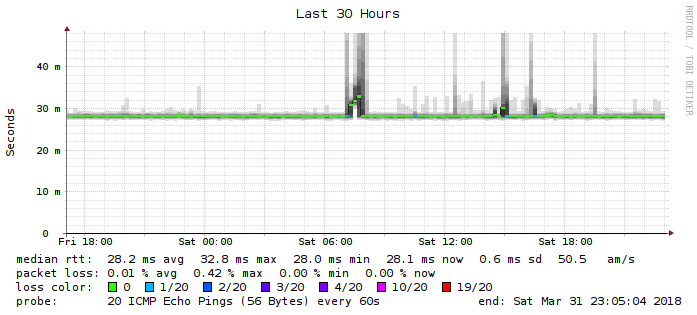 Last 30 Hours
RRDTOOL / TOBI OETIKER
Seconds
40 m
30 m
20 m
10 m
0
Fri 18:00 Sat 00:00 Sat 06:00 Sat 12:00 Sat 18:00
median rtt: 28.2 ms avg 32.8 ms max 28.0 ms min 28.1 ms now 0.6 ms sd 50.5 am/s
packet loss: 0.01 % avg 0.42 % max 0.00 % min 0.00 % now
loss color: 0 1/20 2/20 3/20 4/20 10/20 19/20
probe: 20 ICMP Echo Pings (56 Bytes) every 60s end: Sat Mar 31 23:05:04 2018